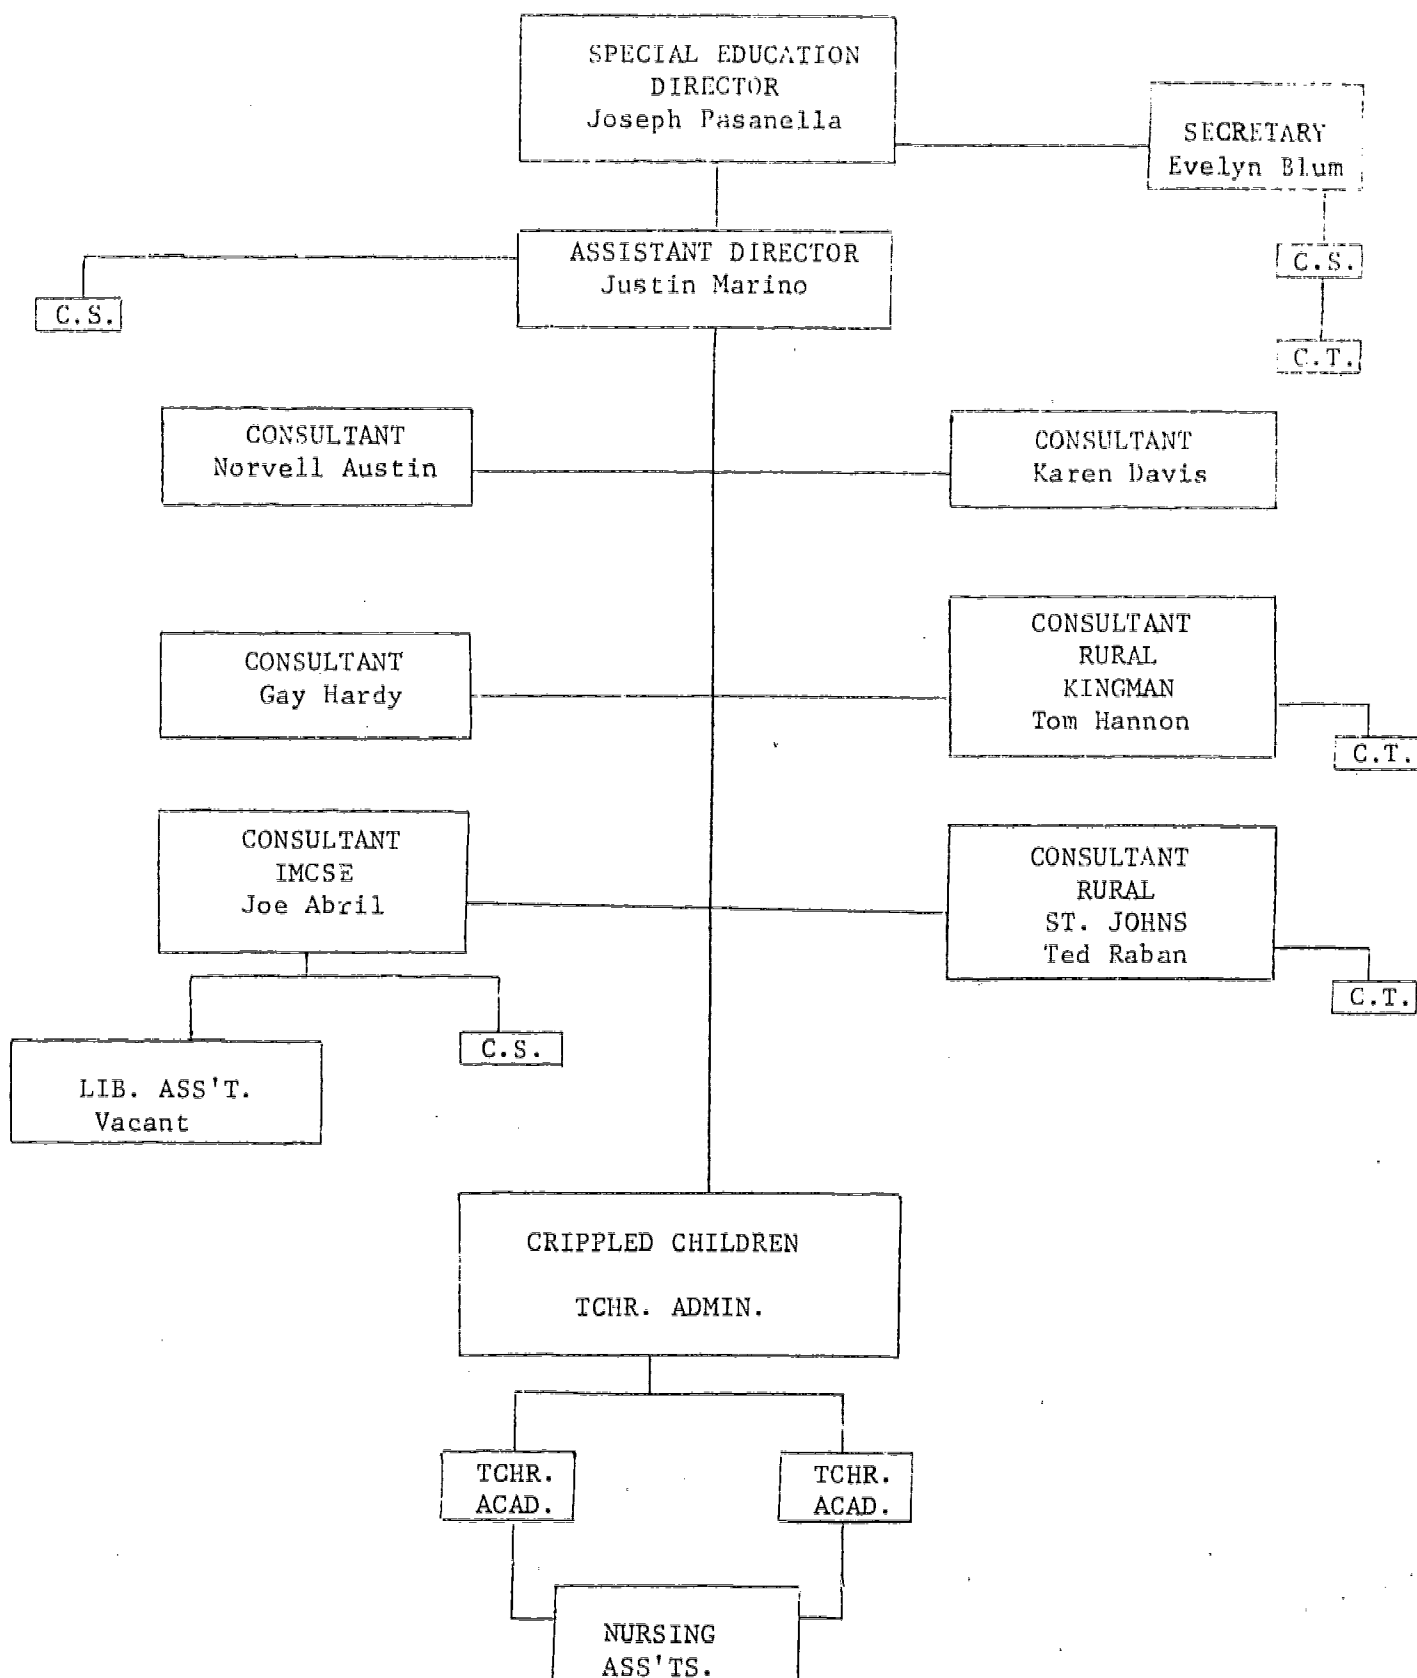 SPECIAL EDUCATION
DIRECTOR
Joseph Pasanella
SECRETARY
Evelyn Blum
ASSISTANT DIRECTOR
Justin Marino
C.S.
C.S.
C.T.
CONSULTANT
Norvell Austin
CONSULTANT
Karen Davis
CONSULTANT
Gay Hardy
CONSULTANT
RURAL
KINGMAN
Tom Hannon
C.T.
CONSULTANT
IMCSE
Joe Abril
CONSULTANT
RURAL
ST. JOHNS
Ted Raban
C.T.
C.S.
LIB. ASS'T.
Vacant
CRIPPLED CHILDREN
TCHR. ADMIN.
TCHR.
ACAD.
TCHR.
ACAD.
NURSING
ASS'TS.